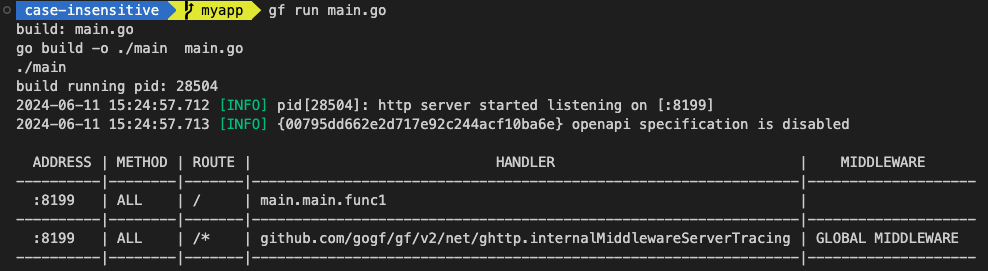 case-insensitive myapp gf run main.go
build: main.go
go build -o ./main  main.go
./main
build running pid: 28504
2024-06-11 15:24:57.712 [INFO] pid[28504]: http server started listening on [:8199]
2024-06-11 15:24:57.713 [INFO] {00795dd662e2d717e92c244acf10ba6e} openapi specification is disabled
ADDRESS | METHOD | ROUTE | HANDLER | MIDDLEWARE
----------|--------|-------|-----------------------------------------------------------------|--------------------
:8199 | ALL | / | main.main.func1 |
----------|--------|-------|-----------------------------------------------------------------|--------------------
:8199 | ALL | /* | github.com/gogf/gf/v2/net/ghttp.internalMiddlewareServerTracing | GLOBAL MIDDLEWARE
----------|--------|-------|-----------------------------------------------------------------|--------------------